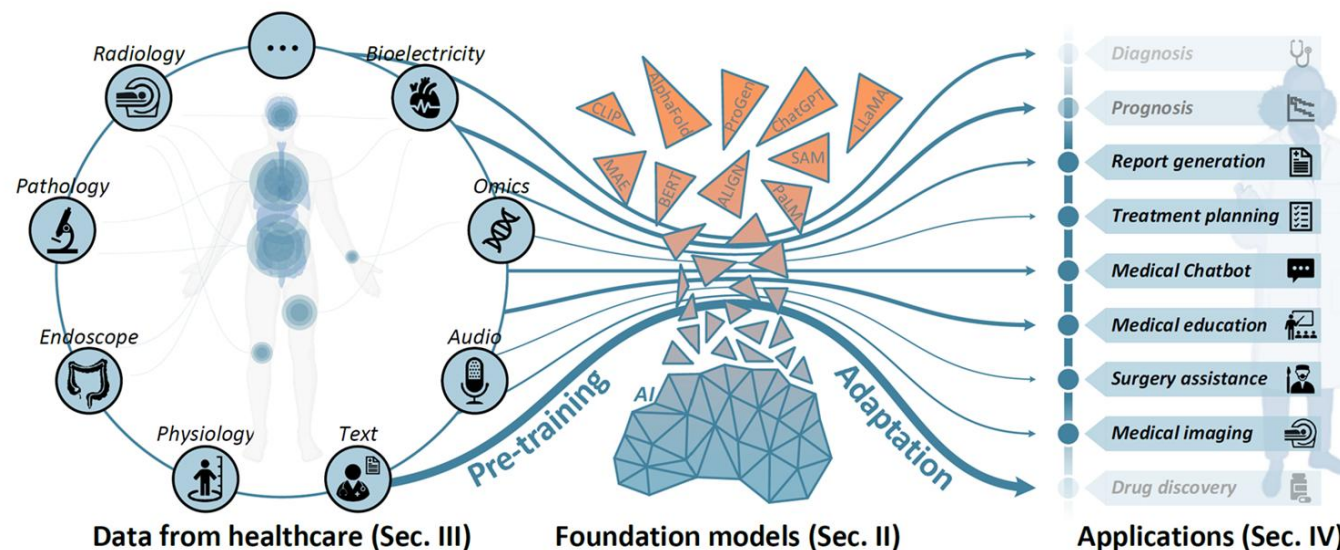 ...
Radiology
Bioelectricity
Pathology
Omics
Endoscope
Audio
Physiology
Text
Data from healthcare (Sec. III)
CLIP
AlphaFold
ProGen
ChatGPT
LLaMA
MAE
BERT
ALIGN
SAM
PaLM
AI
Pre-training
Adaptation
Foundation models (Sec. II)
Diagnosis
Prognosis
Report generation
Treatment planning
Medical Chatbot
Medical education
Surgery assistance
Medical imaging
Drug discovery
Applications (Sec. IV)